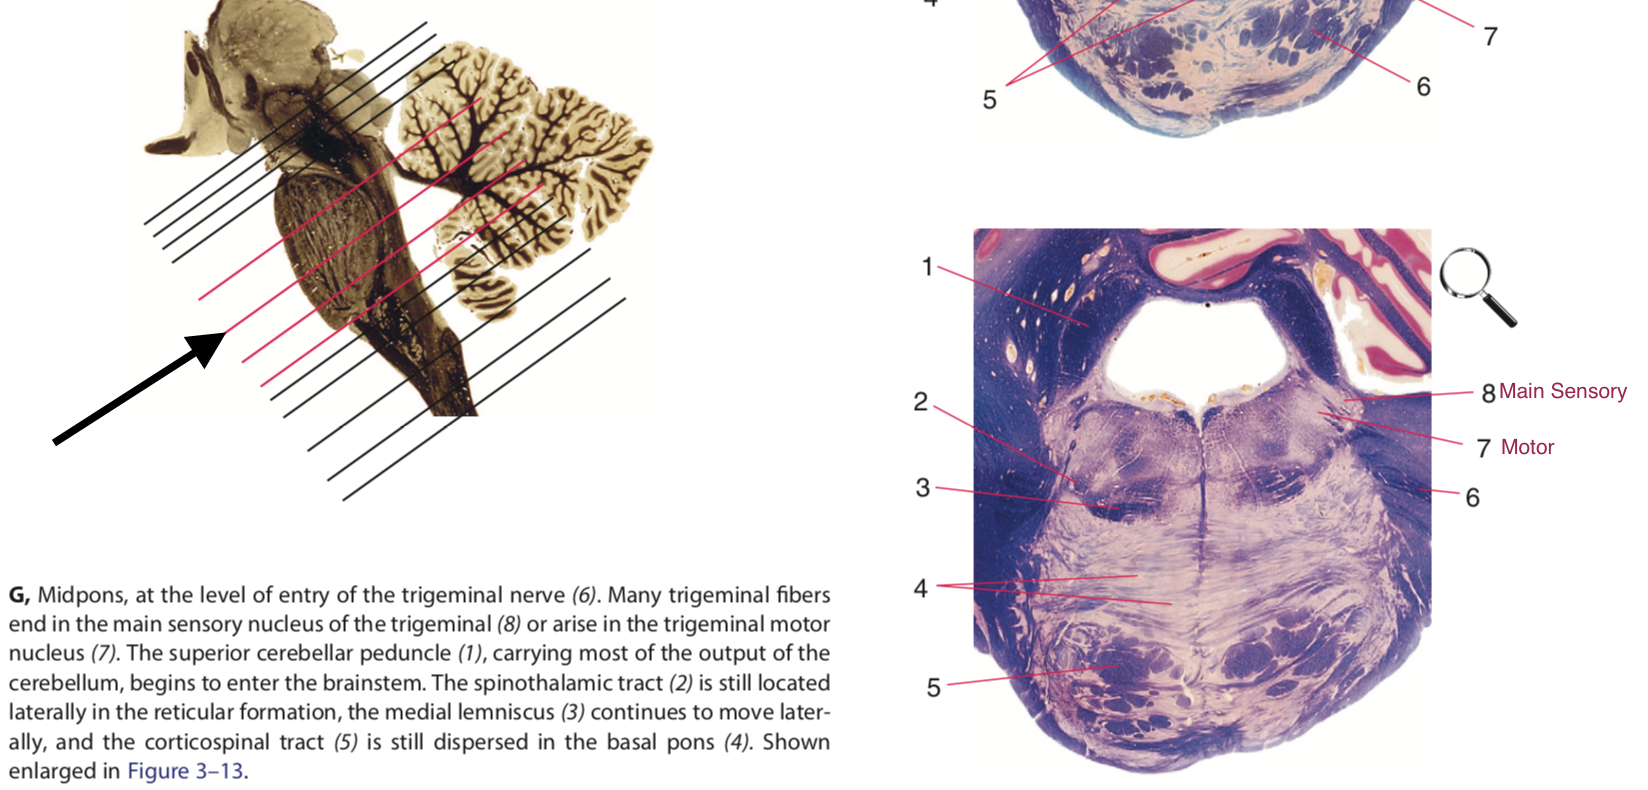 4
7
6
5
1
2
8 Main Sensory
7 Motor
3
6
4
5
G, Midpons, at the level of entry of the trigeminal nerve (6). Many trigeminal fibers
end in the main sensory nucleus of the trigeminal (8) or arise in the trigeminal motor
nucleus (7). The superior cerebellar peduncle (1), carrying most of the output of the
cerebellum, begins to enter the brainstem. The spinothalamic tract (2) is still located
laterally in the reticular formation, the medial lemniscus (3) continues to move later-
ally, and the corticospinal tract (5) is still dispersed in the basal pons (4). Shown
enlarged in Figure 3–13.